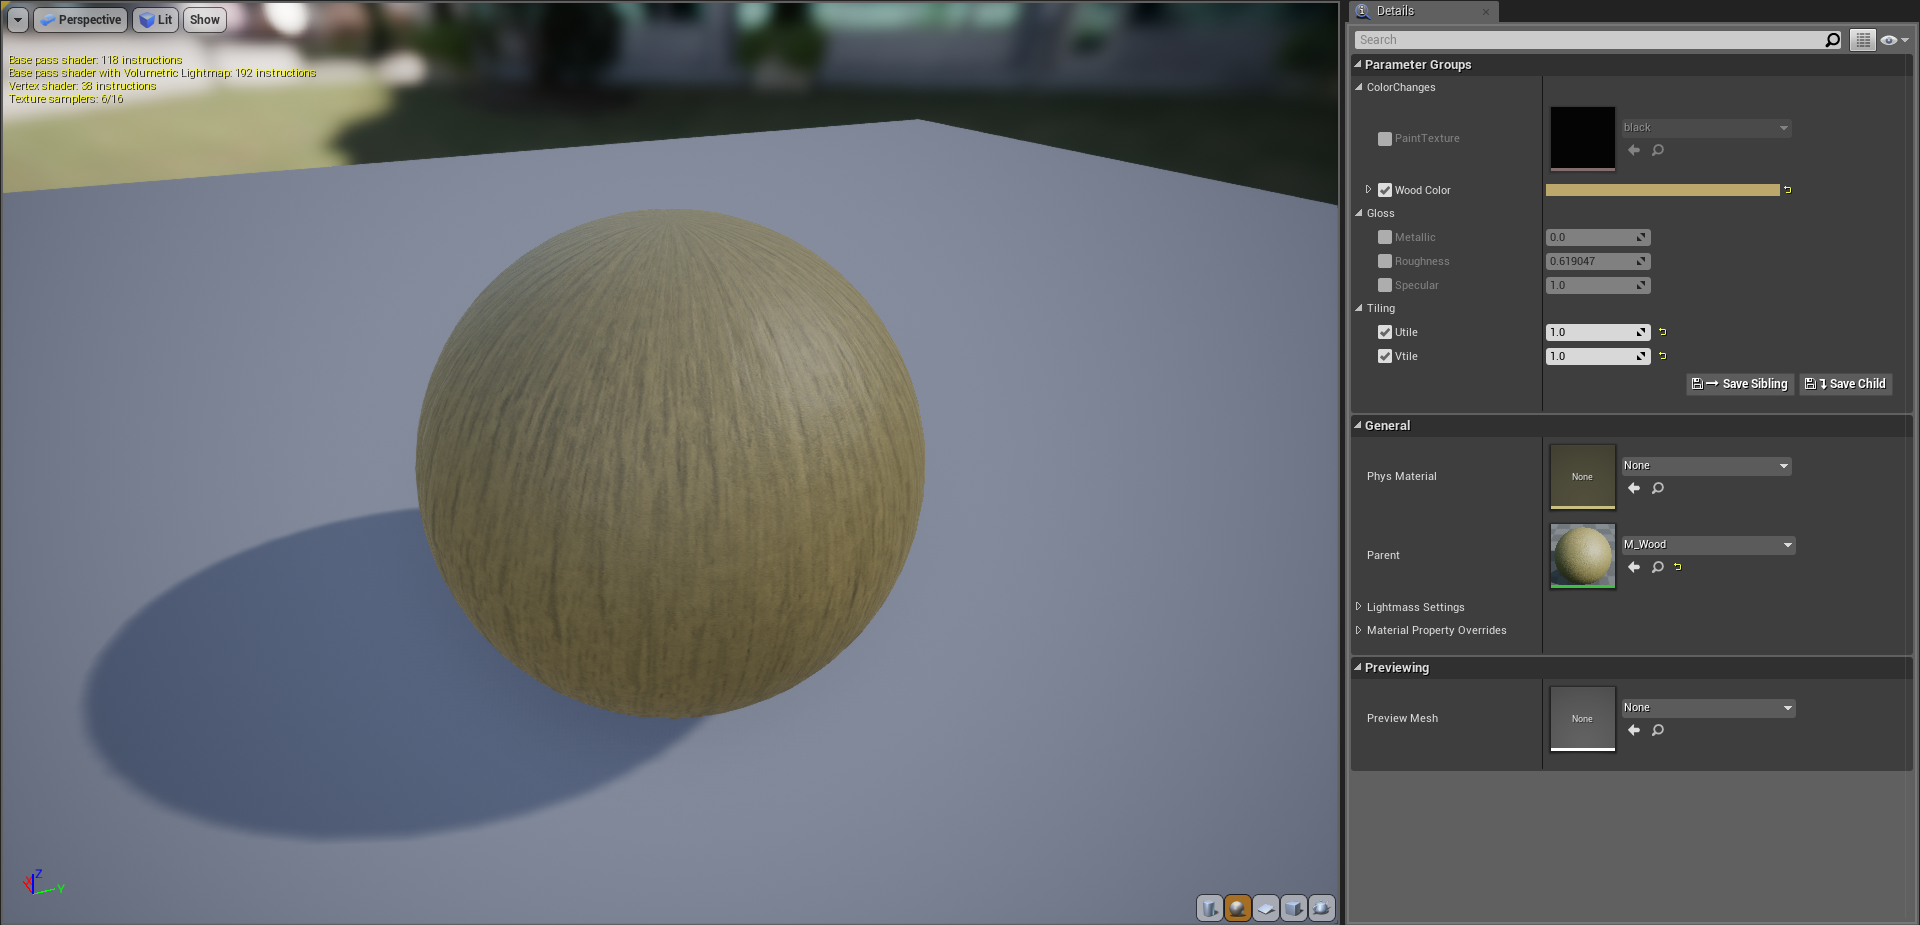 Perspective Lit Show
Base pass shader: 118 instructions
Base pass shader with Volumetric Lightmap: 192 instructions
Vertex shader: 38 instructions
Texture samplers: 6/16
Z
Y
Details
Search
Parameter Groups
ColorChanges
PaintTexture
black
Wood Color
Gloss
Metallic 0.0
Roughness 0.619047
Specular 1.0
Tiling
Utile 1.0
Vtile 1.0
Save Sibling Save Child
General
Phys Material
None
None
Parent
M_Wood
Lightmass Settings
Material Property Overrides
Previewing
Preview Mesh
None
None